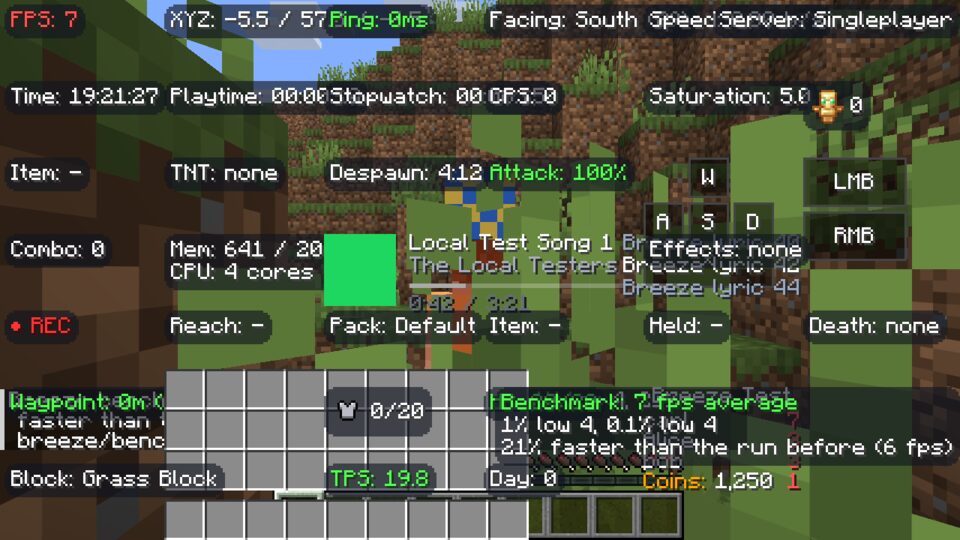 FPS: 7
XYZ: -5.5 / 57
Ping: 0ms
Facing: South
Speed
Server: Singleplayer
Time: 19:21:27
Playtime: 00:00
Stopwatch: 00
CPS: 0
Saturation: 5.0
0
Item: -
TNT: none
Despawn: 4:12
Attack: 100%
W
LMB
A S D
RMB
Combo: 0
Mem: 641 / 20
CPU: 4 cores
Local Test Song 1
The Local Testers
0:42 / 3:21
Effects: none
Breeze lyric 42
Breeze lyric 44
REC
Reach: -
Pack: Default
Item: -
Held: -
Death: none
Waypoint: 0m
faster than
breeze/benc
0/20
Breeze Test
Benchmark: 7 fps average
1% low 4, 0.1% low 4
21% faster than the run before (6 fps)
Block: Grass Block
TPS: 19.8
Day: 0
Coins: 1,250
1